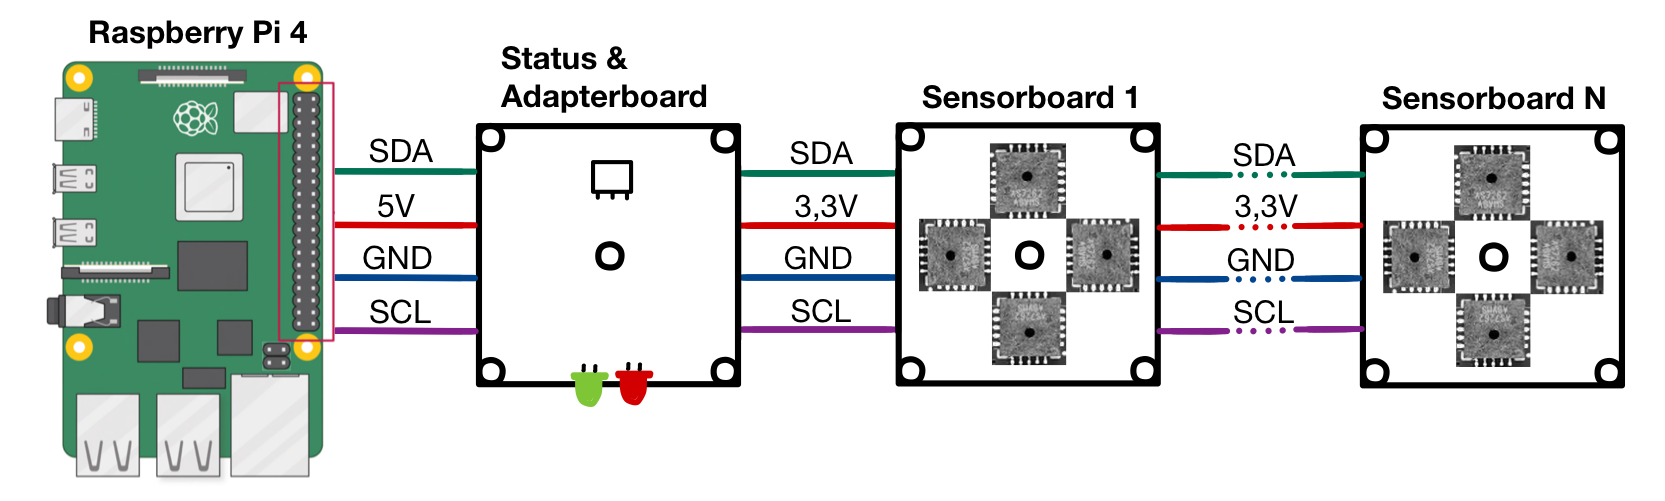 Raspberry Pi 4
Status &
Adapterboard
Sensorboard 1
Sensorboard N
SDA
5V
GND
SCL
SDA
3,3V
GND
SCL
SDA
3,3V
GND
SCL